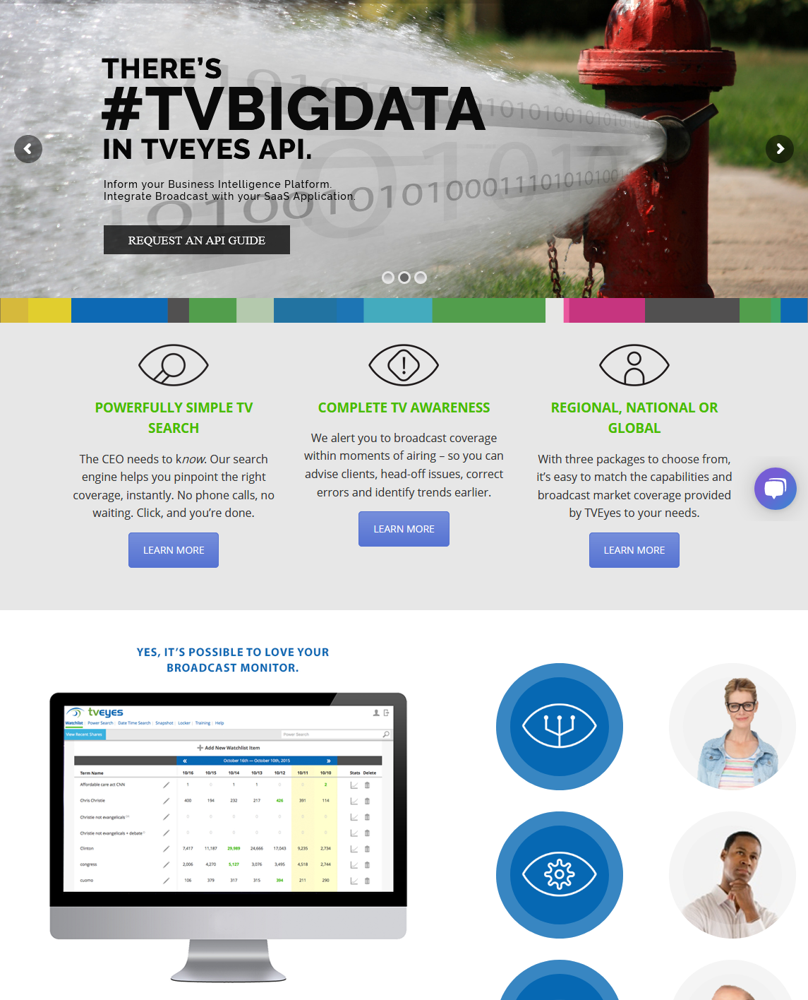 THERE'S
#TVBIGDATA
IN TVEYES API.
Inform your Business Intelligence Platform.
Integrate Broadcast with your SaaS Application.
REQUEST AN API GUIDE
POWERFULLY SIMPLE TV
SEARCH
The CEO needs to know. Our search
engine helps you pinpoint the right
coverage, instantly. No phone calls, no
waiting. Click, and you're done.
LEARN MORE
COMPLETE TV AWARENESS
We alert you to broadcast coverage
within moments of airing – so you can
advise clients, head-off issues, correct
errors and identify trends earlier.
LEARN MORE
REGIONAL, NATIONAL OR
GLOBAL
With three packages to choose from,
it's easy to match the capabilities and
broadcast market coverage provided
by TVEyes to your needs.
LEARN MORE
YES, IT'S POSSIBLE TO LOVE YOUR
BROADCAST MONITOR.
tveyes
Watchlist Power Search Date Time Search Snapshot Locker Training Help
View Recent Shares Power Search
Add New Watchlist Item
« October 16th — October 10th, 2015 »
Term Name 10/16 10/15 10/14 10/13 10/12 10/11 10/10 Stats Delete
Affordable care act CNN 1 0 1 1 0 0 2
Chris Christie 400 194 232 217 426 391 114
Christie not evangelicals 0 0 0 0 0 0 0
Christie not evangelicals + debate 0 0 0 0 0 0 0
Clinton 7,417 11,187 29,989 24,666 17,043 9,235 2,734
congress 2,006 4,270 5,127 3,076 3,495 4,518 2,744
cuomo 106 379 317 315 394 211 290